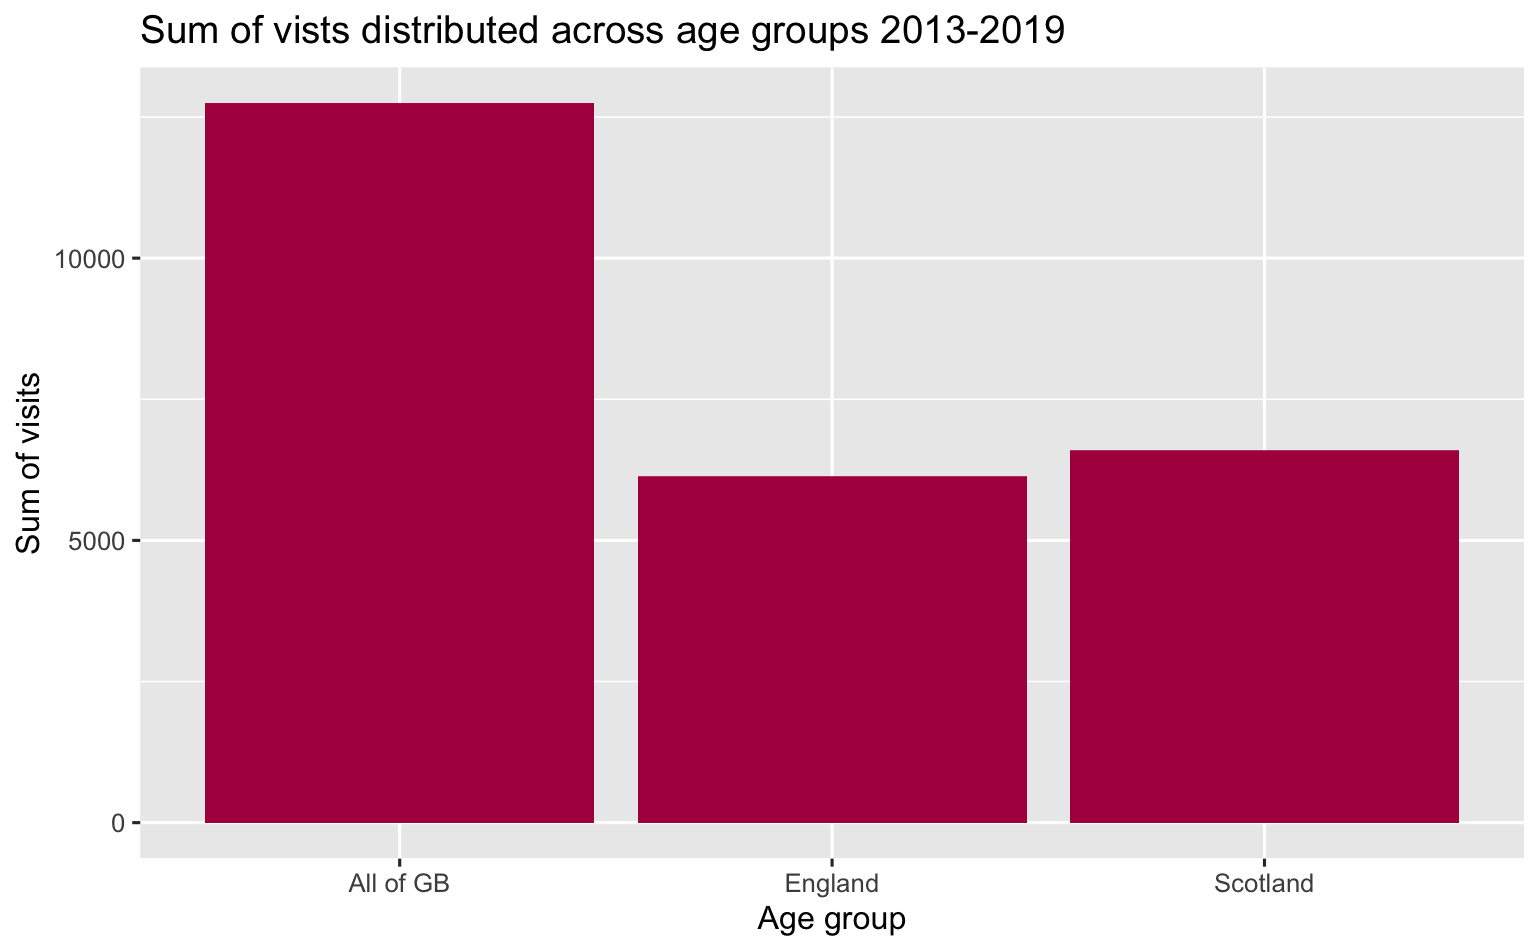 Sum of vists distributed across age groups 2013-2019
Sum of visits
10000
5000
0
All of GB
England
Scotland
Age group